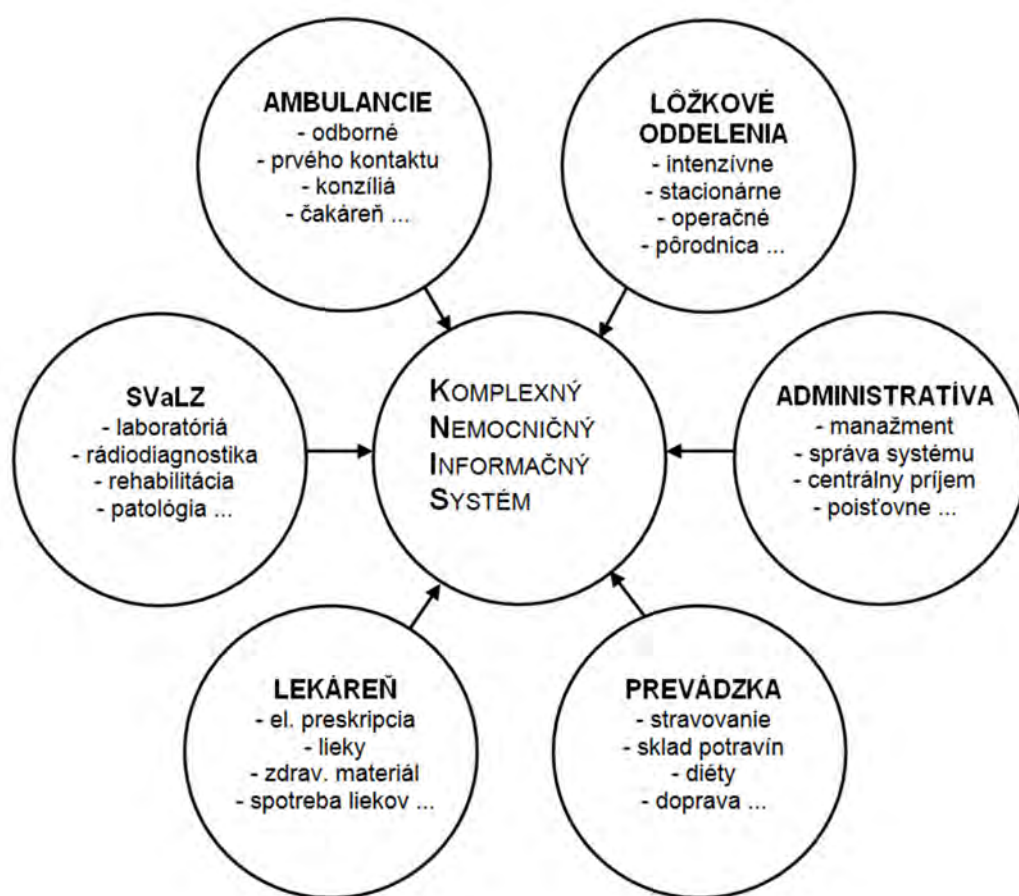 AMBULANCIE
- odborné
- prvého kontaktu
- konzíliá
- čakáreň ...
LÔŽKOVÉ
ODDELENIA
- intenzívne
- stacionárne
- operačné
- pôrodnica ...
SVaLZ
- laboratóriá
- rádiodiagnostika
- rehabilitácia
- patológia ...
KOMPLEXNÝ
NEMOCNIČNÝ
INFORMAČNÝ
SYSTÉM
ADMINISTRATÍVA
- manažment
- správa systému
- centrálny príjem
- poisťovne ...
LEKÁREŇ
- el. preskripcia
- lieky
- zdrav. materiál
- spotreba liekov ...
PREVÁDZKA
- stravovanie
- sklad potravín
- diéty
- doprava ...